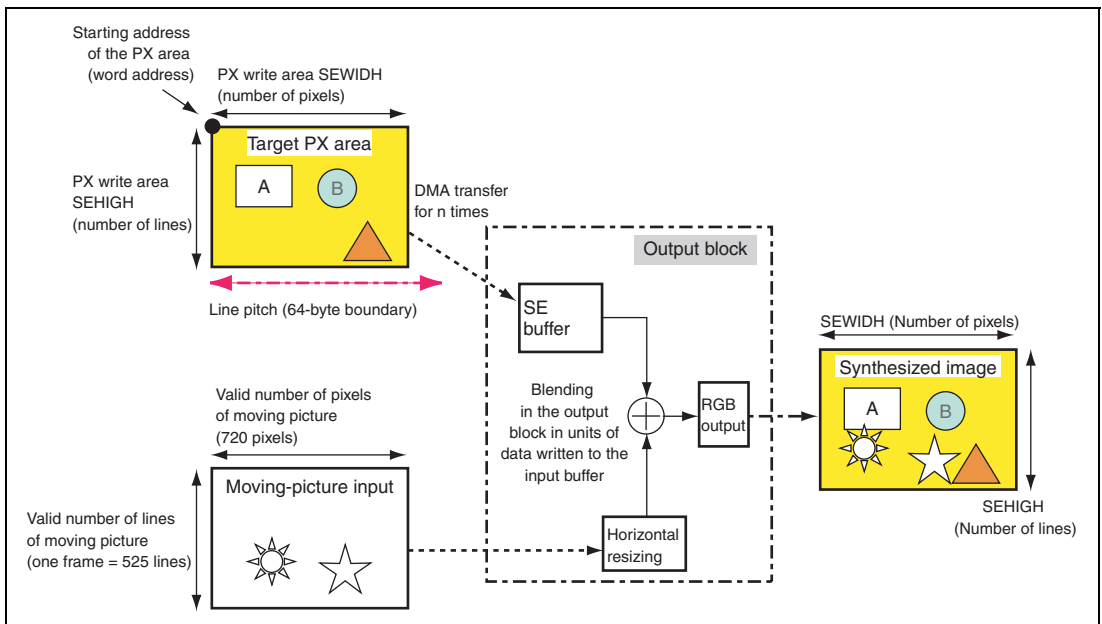 Starting address
of the PX area
(word address)
PX write area SEWIDH
(number of pixels)
Target PX area
A
B
PX write area
SEHIGH
(number of lines)
DMA transfer
for n times
Line pitch (64-byte boundary)
Output block
SE
buffer
Blending
in the output
block in units of
data written to the
input buffer
RGB
output
Horizontal
resizing
SEWIDH (Number of pixels)
Synthesized image
A
B
SEHIGH
(Number of lines)
Valid number of pixels
of moving picture
(720 pixels)
Moving-picture input
Valid number of lines
of moving picture
(one frame = 525 lines)